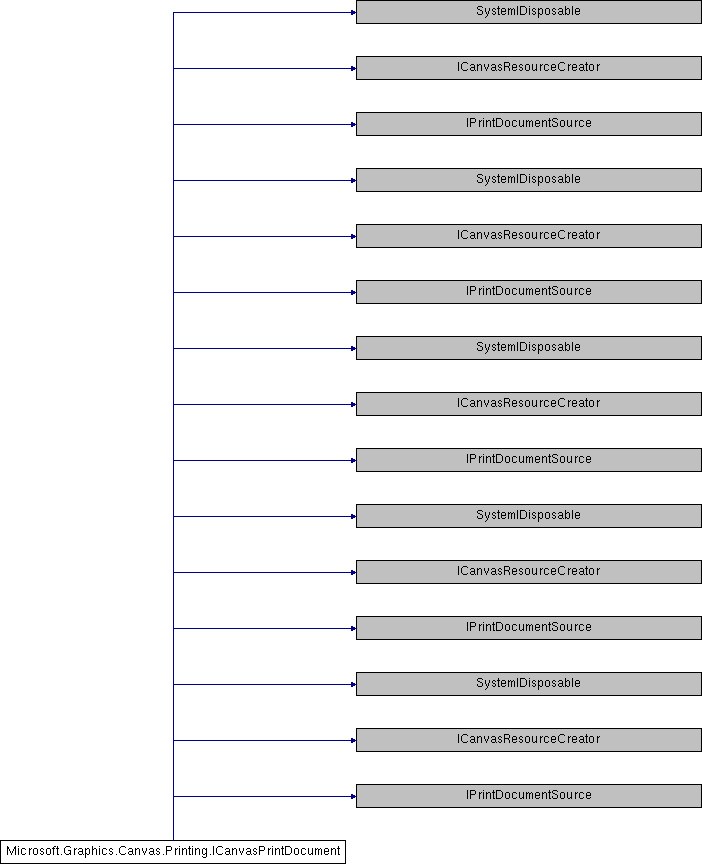 SystemIDisposable
ICanvasResourceCreator
IPrintDocumentSource
SystemIDisposable
ICanvasResourceCreator
IPrintDocumentSource
SystemIDisposable
ICanvasResourceCreator
IPrintDocumentSource
SystemIDisposable
ICanvasResourceCreator
IPrintDocumentSource
SystemIDisposable
ICanvasResourceCreator
IPrintDocumentSource
Microsoft.Graphics.Canvas.Printing.ICanvasPrintDocument